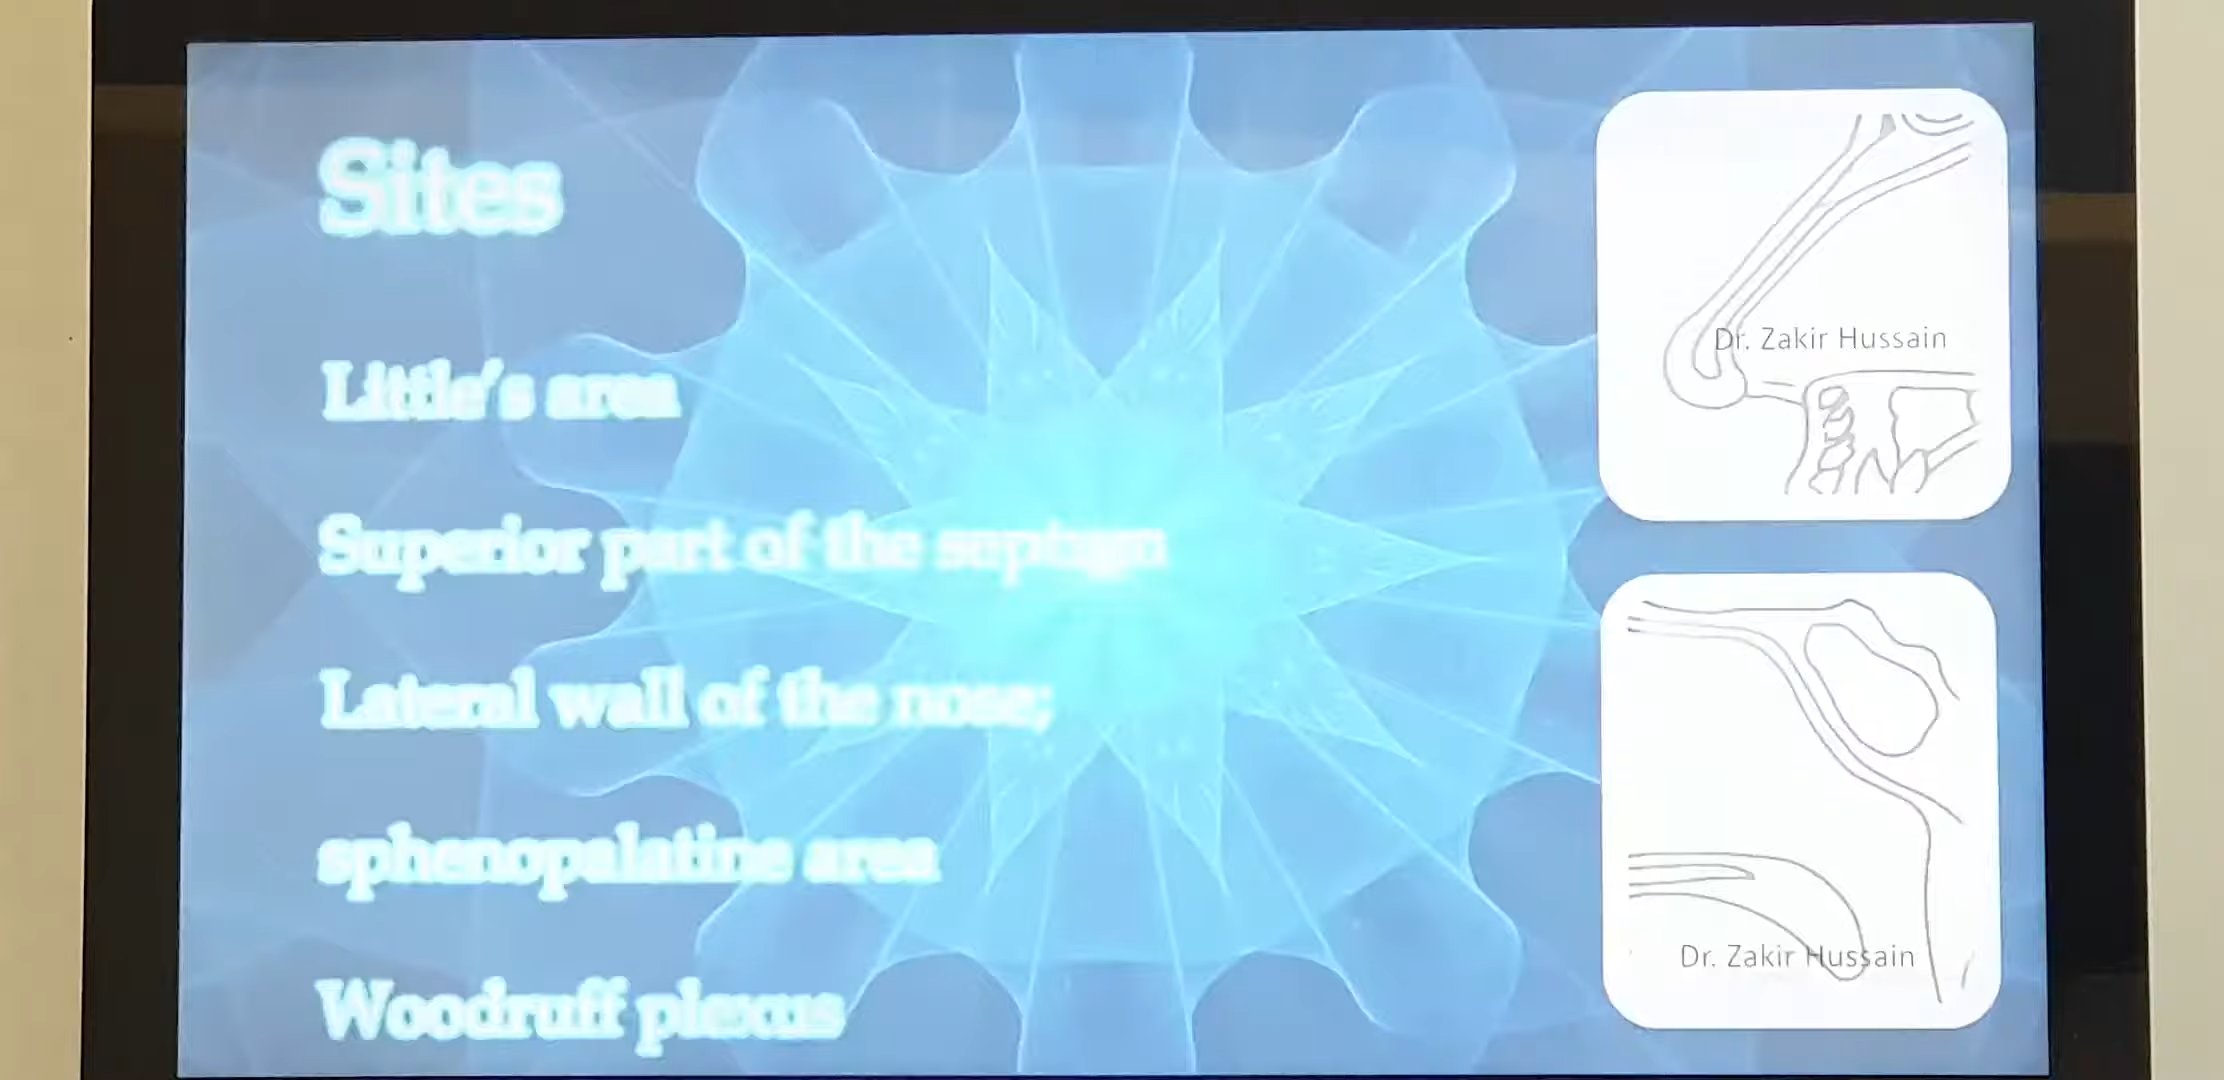 Sites
Little's area
Superior part of the septum
Lateral wall of the nose;
sphenopalatine area
Woodruff plexus
Dr. Zakir Hussain
Dr. Zakir Hussain